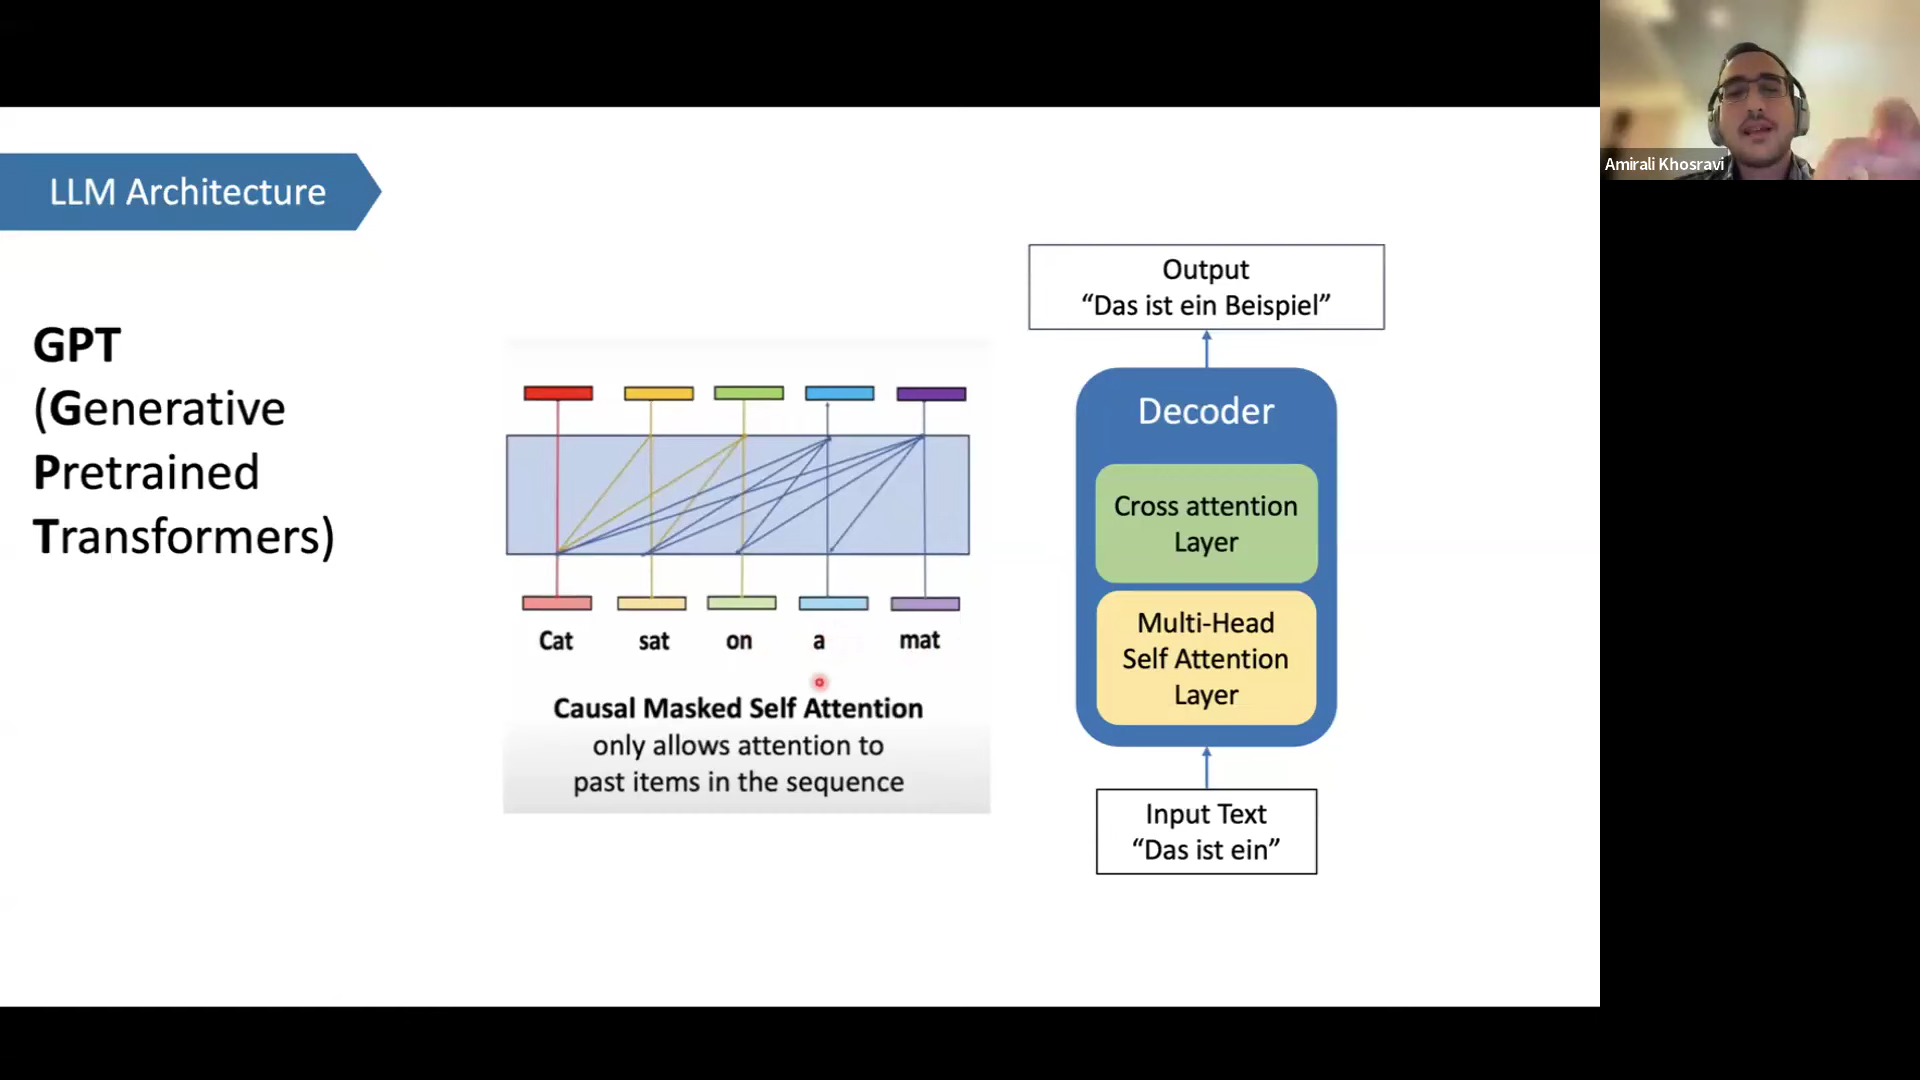 LLM Architecture
GPT
(Generative
Pretrained
Transformers)
Cat sat on a mat
Causal Masked Self Attention
only allows attention to
past items in the sequence
Output
“Das ist ein Beispiel”
Decoder
Cross attention
Layer
Multi-Head
Self Attention
Layer
Input Text
“Das ist ein”
Amirali Khosravi